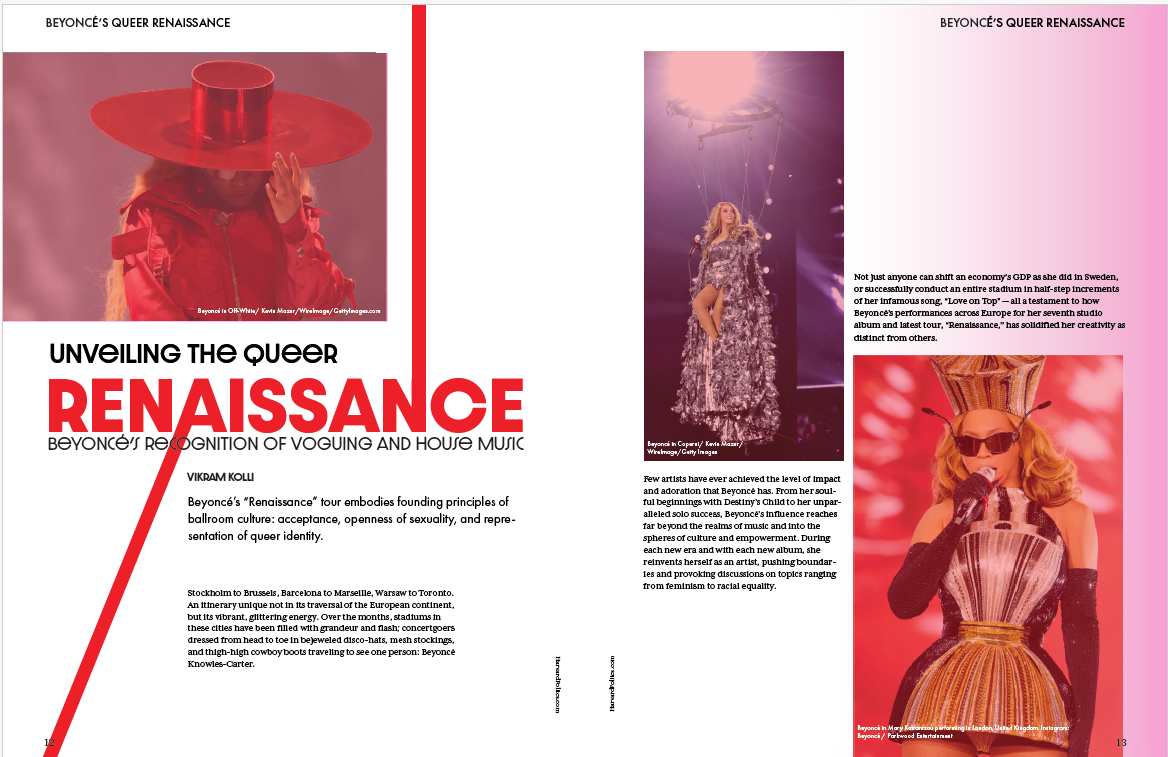 BEYONCÉ'S QUEER RENAISSANCE
Beyoncé in Off-White/ Kevin Mazur/WireImage/GettyImages.com
UNVEILING THE QUEER
RENAISSANCE
BEYONCÉ'S RECOGNITION OF VOGUING AND HOUSE MUSIC
VIKRAM KOLLI
Beyoncé's “Renaissance” tour embodies founding principles of
ballroom culture: acceptance, openness of sexuality, and repre-
sentation of queer identity.
Stockholm to Brussels, Barcelona to Marseille, Warsaw to Toronto.
An itinerary unique not in its traversal of the European continent,
but its vibrant, glittering energy. Over the months, stadiums in
these cities have been filled with grandeur and flash; concertgoers
dressed from head to toe in bejeweled disco-hats, mesh stockings,
and thigh-high cowboy boots traveling to see one person: Beyoncé
Knowles-Carter.
12
HarvardPolitics.com
BEYONCÉ'S QUEER RENAISSANCE
Beyoncé in Coperni/ Kevin Mazur/
WireImage/Getty Images
Few artists have ever achieved the level of impact
and adoration that Beyoncé has. From her soul-
ful beginnings with Destiny's Child to her unpar-
alleled solo success, Beyoncé's influence reaches
far beyond the realms of music and into the
spheres of culture and empowerment. During
each new era and with each new album, she
reinvents herself as an artist, pushing boundar-
ies and provoking discussions on topics ranging
from feminism to racial equality.
HarvardPolitics.com
Not just anyone can shift an economy's GDP as she did in Sweden,
or successfully conduct an entire stadium in half-step increments
of her infamous song, “Love on Top” — all a testament to how
Beyoncé's performances across Europe for her seventh studio
album and latest tour, “Renaissance,” has solidified her creativity as
distinct from others.
Beyoncé in Mary Katrantzou performing in London, United Kingdom. Instagram:
Beyoncé/ Parkwood Entertainment
13